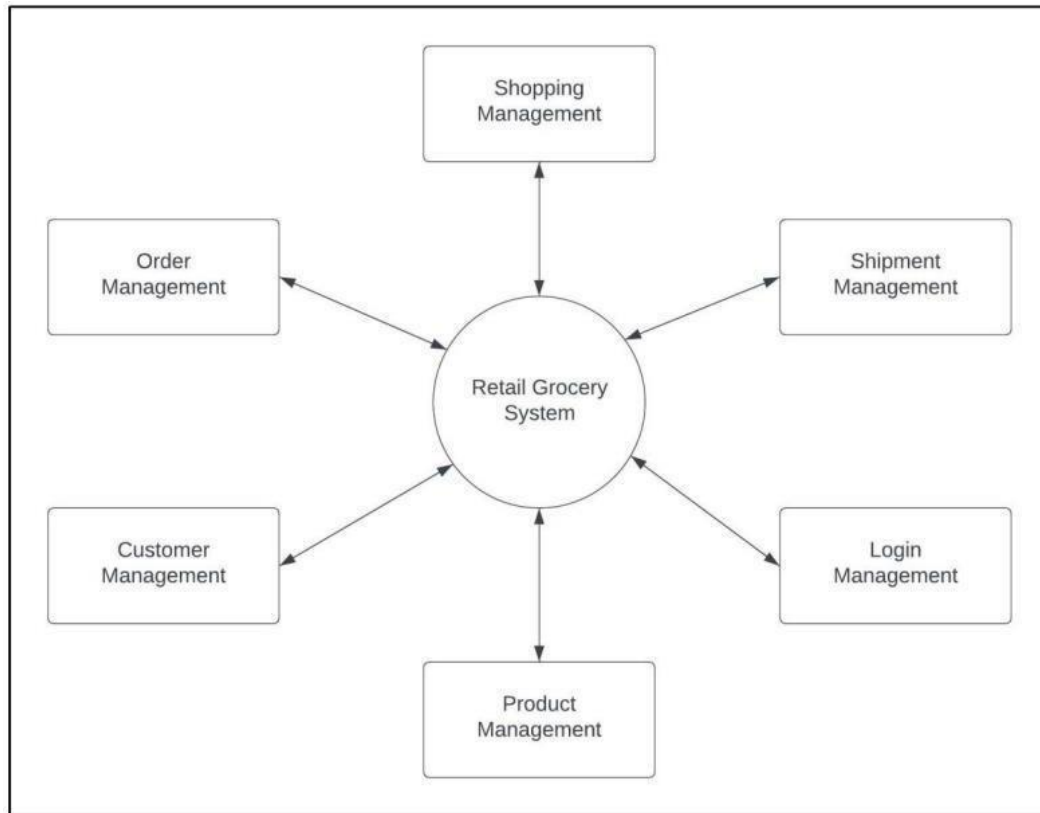 Shopping
Management
Order
Management
Shipment
Management
Retail Grocery
System
Customer
Management
Login
Management
Product
Management